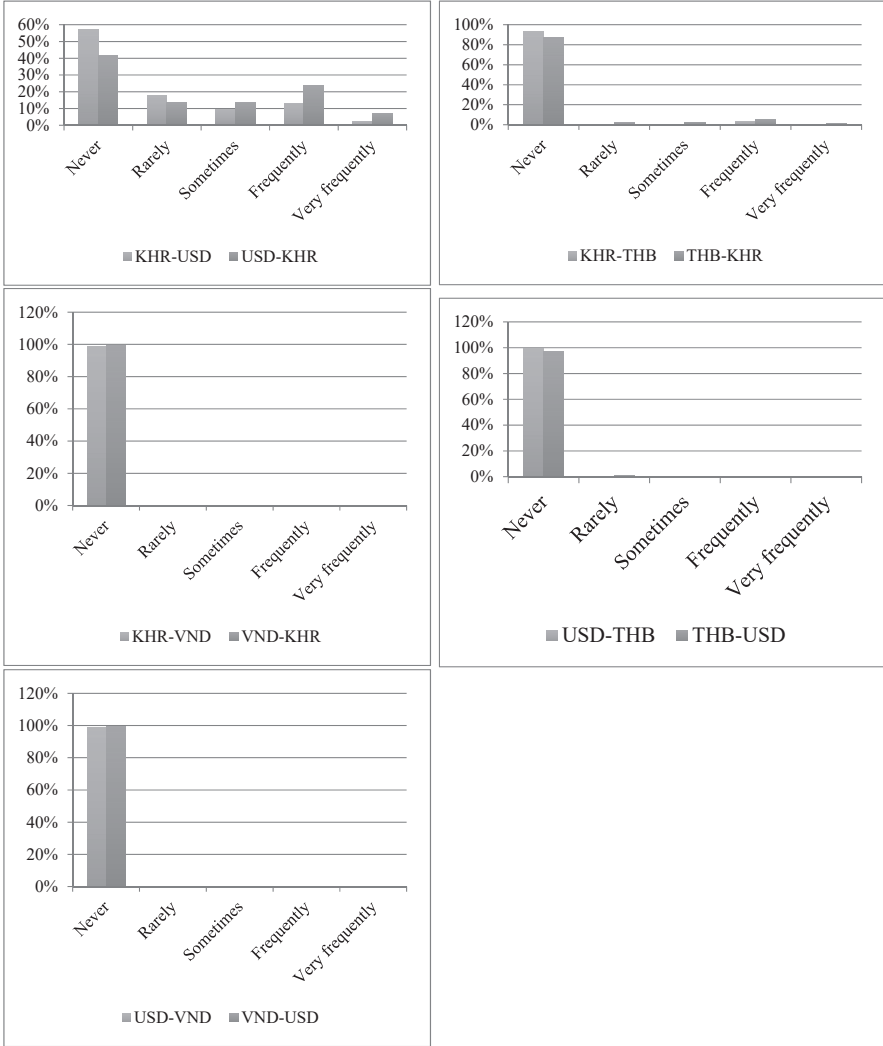 60%
50%
40%
30%
20%
10%
0%
Never
Rarely
Sometimes
Frequently
Very frequently
KHR-USD USD-KHR
100%
80%
60%
40%
20%
0%
Never
Rarely
Sometimes
Frequently
Very frequently
KHR-THB THB-KHR
120%
100%
80%
60%
40%
20%
0%
Never
Rarely
Sometimes
Frequently
Very frequently
KHR-VND VND-KHR
120%
100%
80%
60%
40%
20%
0%
Never
Rarely
Sometimes
Frequently
Very frequently
USD-THB THB-USD
120%
100%
80%
60%
40%
20%
0%
Never
Rarely
Sometimes
Frequently
Very frequently
USD-VND VND-USD